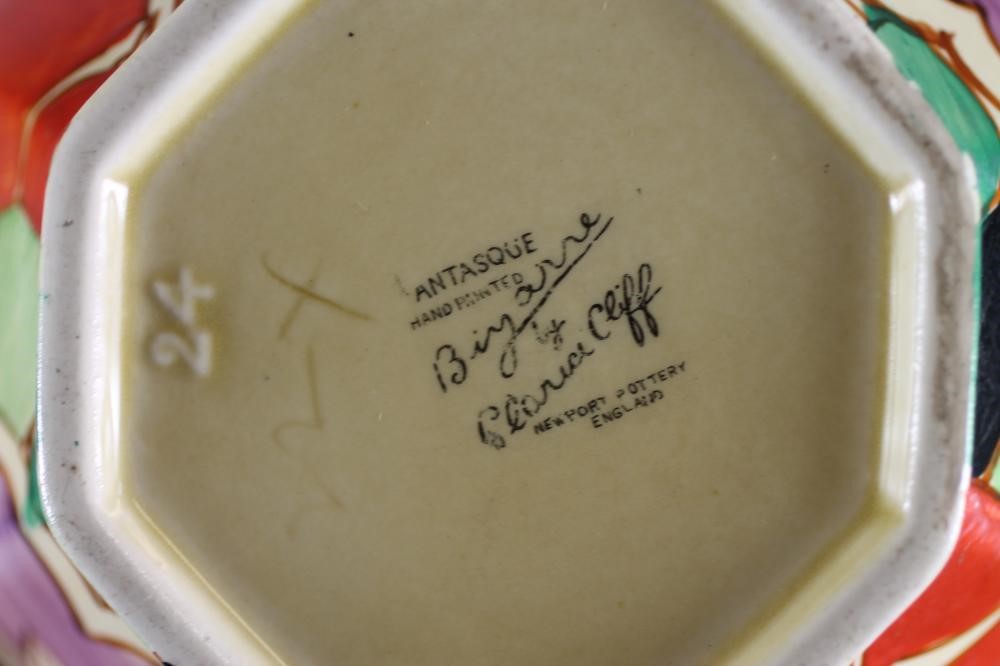 ANTASQUE
HAND PAINTED
Bizarre
by
Clarice Cliff
NEWPORT POTTERY
ENGLAND
24